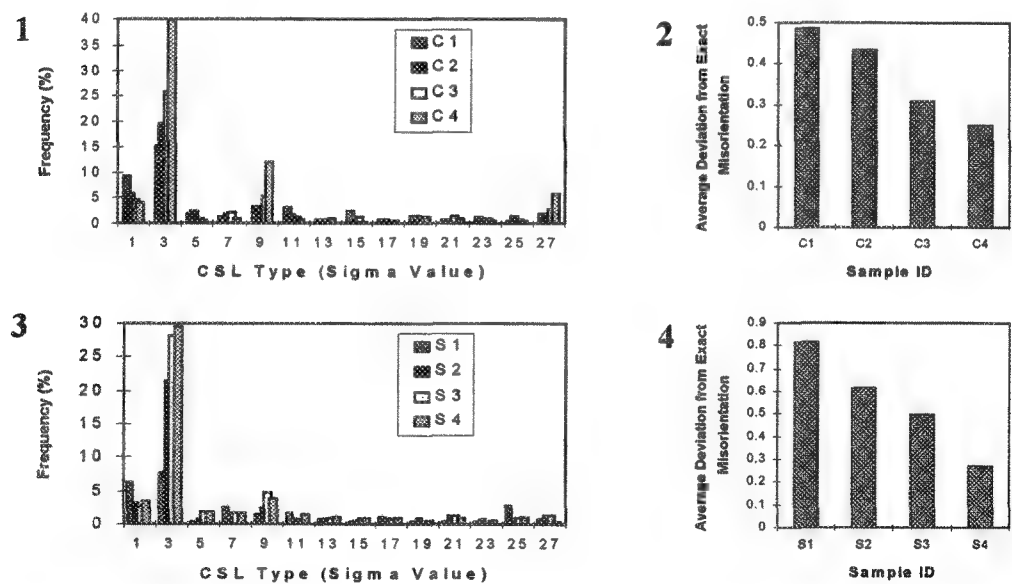 1
Frequency (%)
40
35
30
25
20
15
10
5
0
C 1
C 2
C 3
C 4
1 3 5 7 9 11 13 15 17 19 21 23 25 27
CSL Type (Sigma Value)
2
Average Deviation from Exact
Misorientation
0.5
0.4
0.3
0.2
0.1
0
C1 C2 C3 C4
Sample ID
3
Frequency (%)
30
25
20
15
10
5
0
S 1
S 2
S 3
S 4
1 3 5 7 9 11 13 15 17 19 21 23 25 27
CSL Type (Sigma Value)
4
Average Deviation from Exact
Misorientation
0.9
0.8
0.7
0.6
0.5
0.4
0.3
0.2
0.1
0
S1 S2 S3 S4
Sample ID